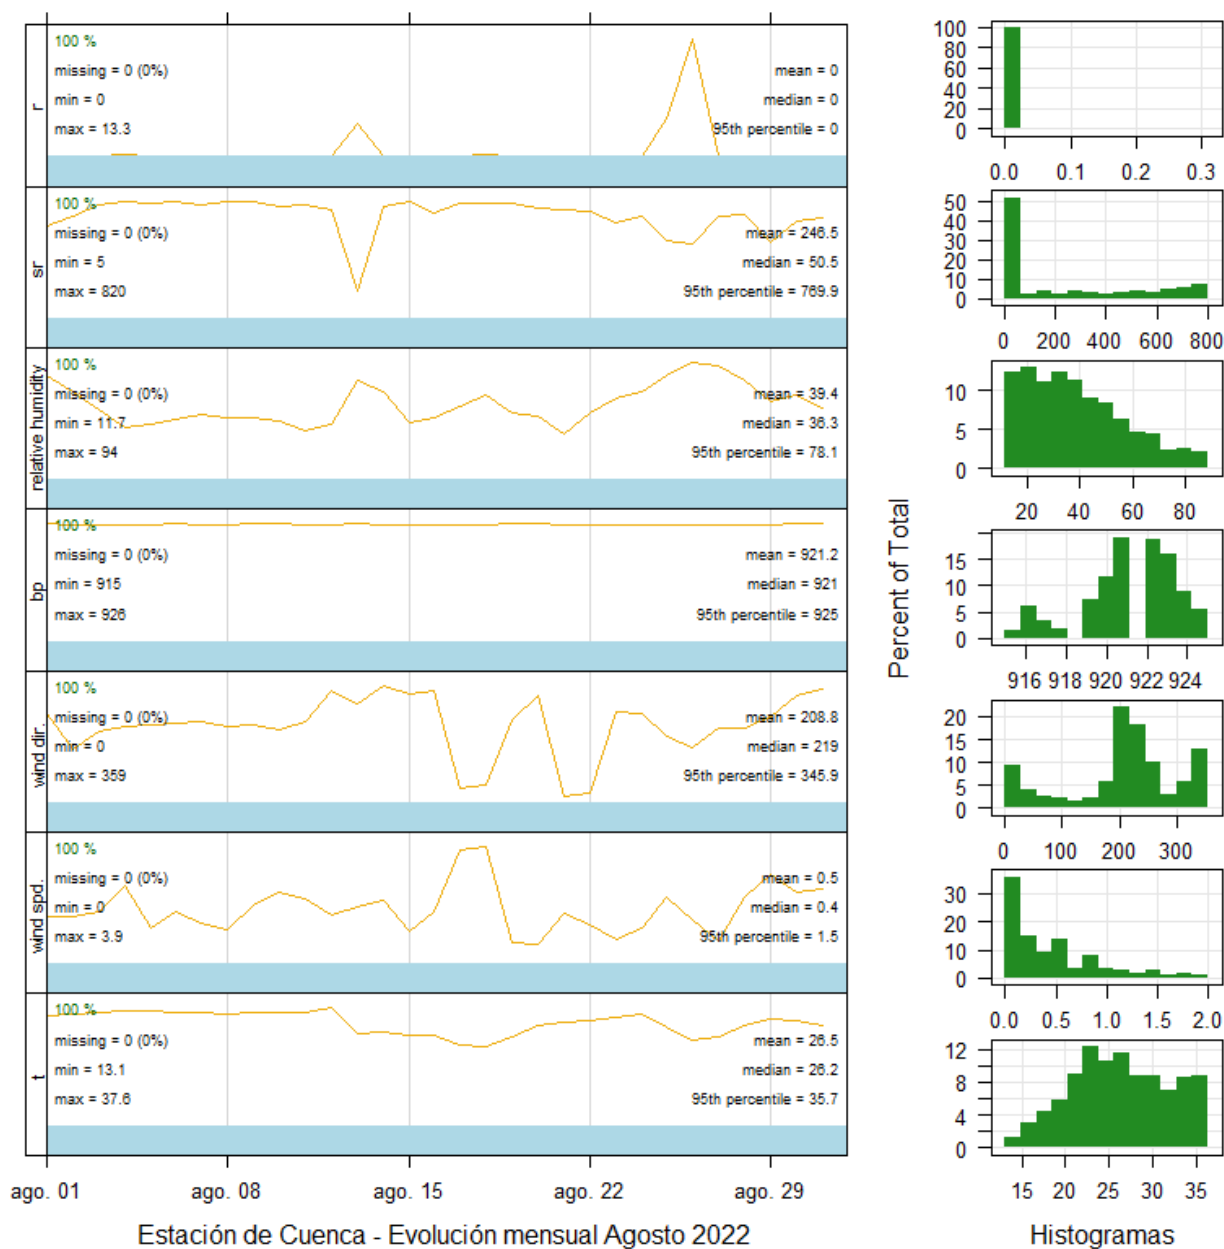 r
100 %
missing = 0 (0%)
min = 0
max = 13.3
mean = 0
median = 0
95th percentile = 0
sr
100 %
missing = 0 (0%)
min = 5
max = 820
mean = 246.5
median = 50.5
95th percentile = 769.9
relative humidity
100 %
missing = 0 (0%)
min = 11.7
max = 94
mean = 39.4
median = 36.3
95th percentile = 78.1
bp
100 %
missing = 0 (0%)
min = 915
max = 926
mean = 921.2
median = 921
95th percentile = 925
wind dir.
100 %
missing = 0 (0%)
min = 0
max = 359
mean = 208.8
median = 219
95th percentile = 345.9
wind spd.
100 %
missing = 0 (0%)
min = 0
max = 3.9
mean = 0.5
median = 0.4
95th percentile = 1.5
t
100 %
missing = 0 (0%)
min = 13.1
max = 37.6
mean = 26.5
median = 26.2
95th percentile = 35.7
ago. 01 ago. 08 ago. 15 ago. 22 ago. 29
Estación de Cuenca - Evolución mensual Agosto 2022
Percent of Total
100
80
60
40
20
0
0.0 0.1 0.2 0.3
50
40
30
20
10
0
0 200 400 600 800
10
5
0
20 40 60 80
15
10
5
0
916 918 920 922 924
20
15
10
5
0
0 100 200 300
30
20
10
0
0.0 0.5 1.0 1.5 2.0
12
8
4
0
15 20 25 30 35
Histogramas